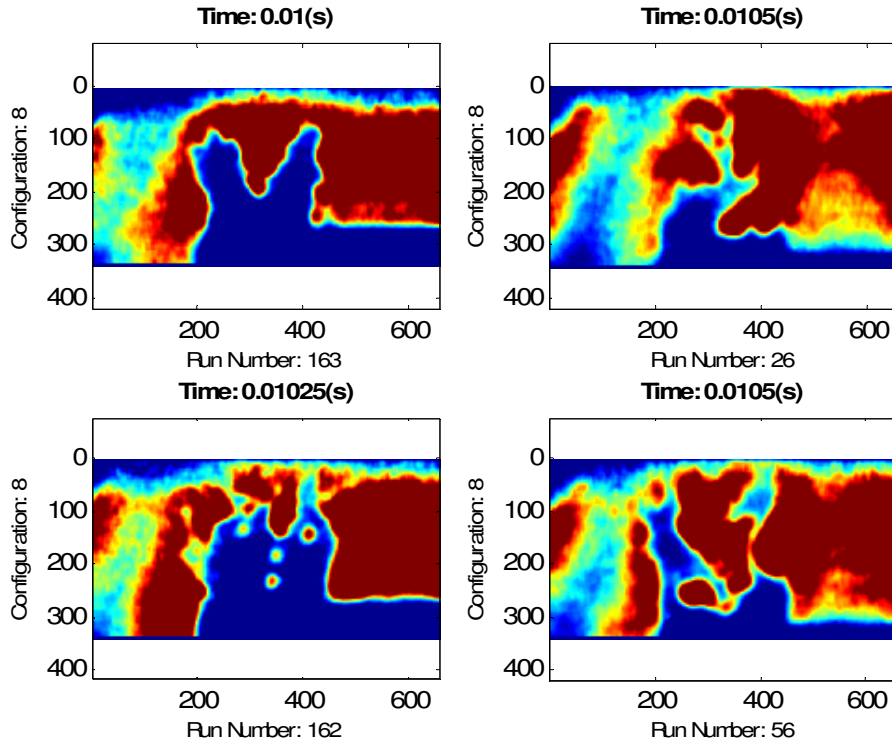 Time: 0.01(s)
0
100
200
300
400
Configuration: 8
200 400 600
Run Number: 163
Time: 0.0105(s)
0
100
200
300
400
Configuration: 8
200 400 600
Run Number: 26
Time: 0.01025(s)
0
100
200
300
400
Configuration: 8
200 400 600
Run Number: 162
Time: 0.0105(s)
0
100
200
300
400
Configuration: 8
200 400 600
Run Number: 56